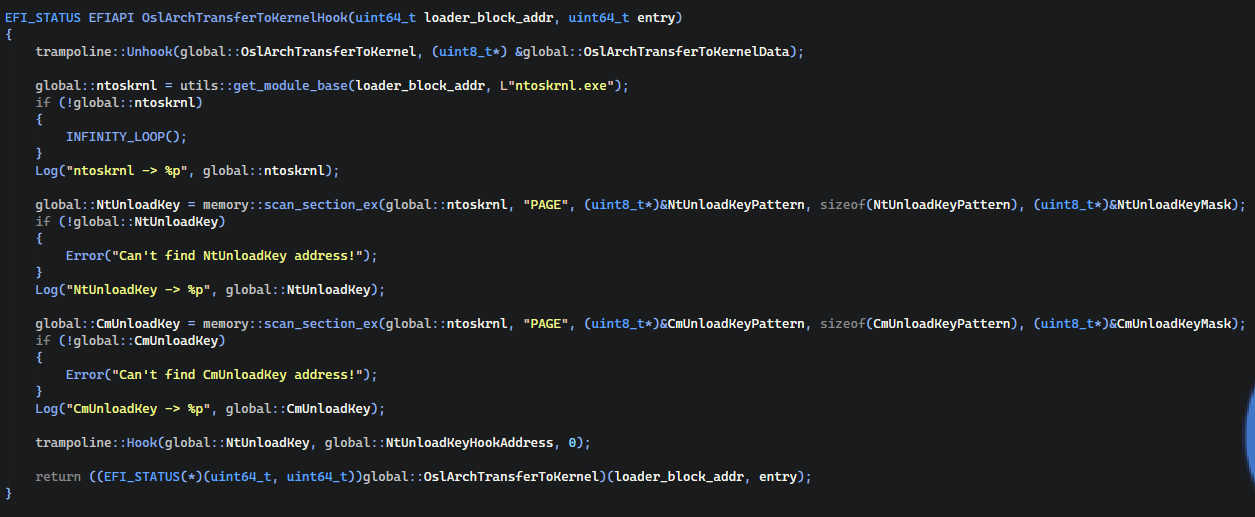 EFI_STATUS EFIAPI OslArchTransferToKernelHook(uint64_t loader_block_addr, uint64_t entry)
{
    trampoline::Unhook(global::OslArchTransferToKernel, (uint8_t*) &global::OslArchTransferToKernelData);
    global::ntoskrnl = utils::get_module_base(loader_block_addr, L"ntoskrnl.exe");
    if (!global::ntoskrnl)
    {
        INFINITY_LOOP();
    }
    Log("ntoskrnl -> %p", global::ntoskrnl);
    global::NtUnloadKey = memory::scan_section_ex(global::ntoskrnl, "PAGE", (uint8_t*)&NtUnloadKeyPattern, sizeof(NtUnloadKeyPattern), (uint8_t*)&NtUnloadKeyMask);
    if (!global::NtUnloadKey)
    {
        Error("Can't find NtUnloadKey address!");
    }
    Log("NtUnloadKey -> %p", global::NtUnloadKey);
    global::CmUnloadKey = memory::scan_section_ex(global::ntoskrnl, "PAGE", (uint8_t*)&CmUnloadKeyPattern, sizeof(CmUnloadKeyPattern), (uint8_t*)&CmUnloadKeyMask);
    if (!global::CmUnloadKey)
    {
        Error("Can't find CmUnloadKey address!");
    }
    Log("CmUnloadKey -> %p", global::CmUnloadKey);
    trampoline::Hook(global::NtUnloadKey, global::NtUnloadKeyHookAddress, 0);
    return ((EFI_STATUS(*)(uint64_t, uint64_t))global::OslArchTransferToKernel)(loader_block_addr, entry);
}